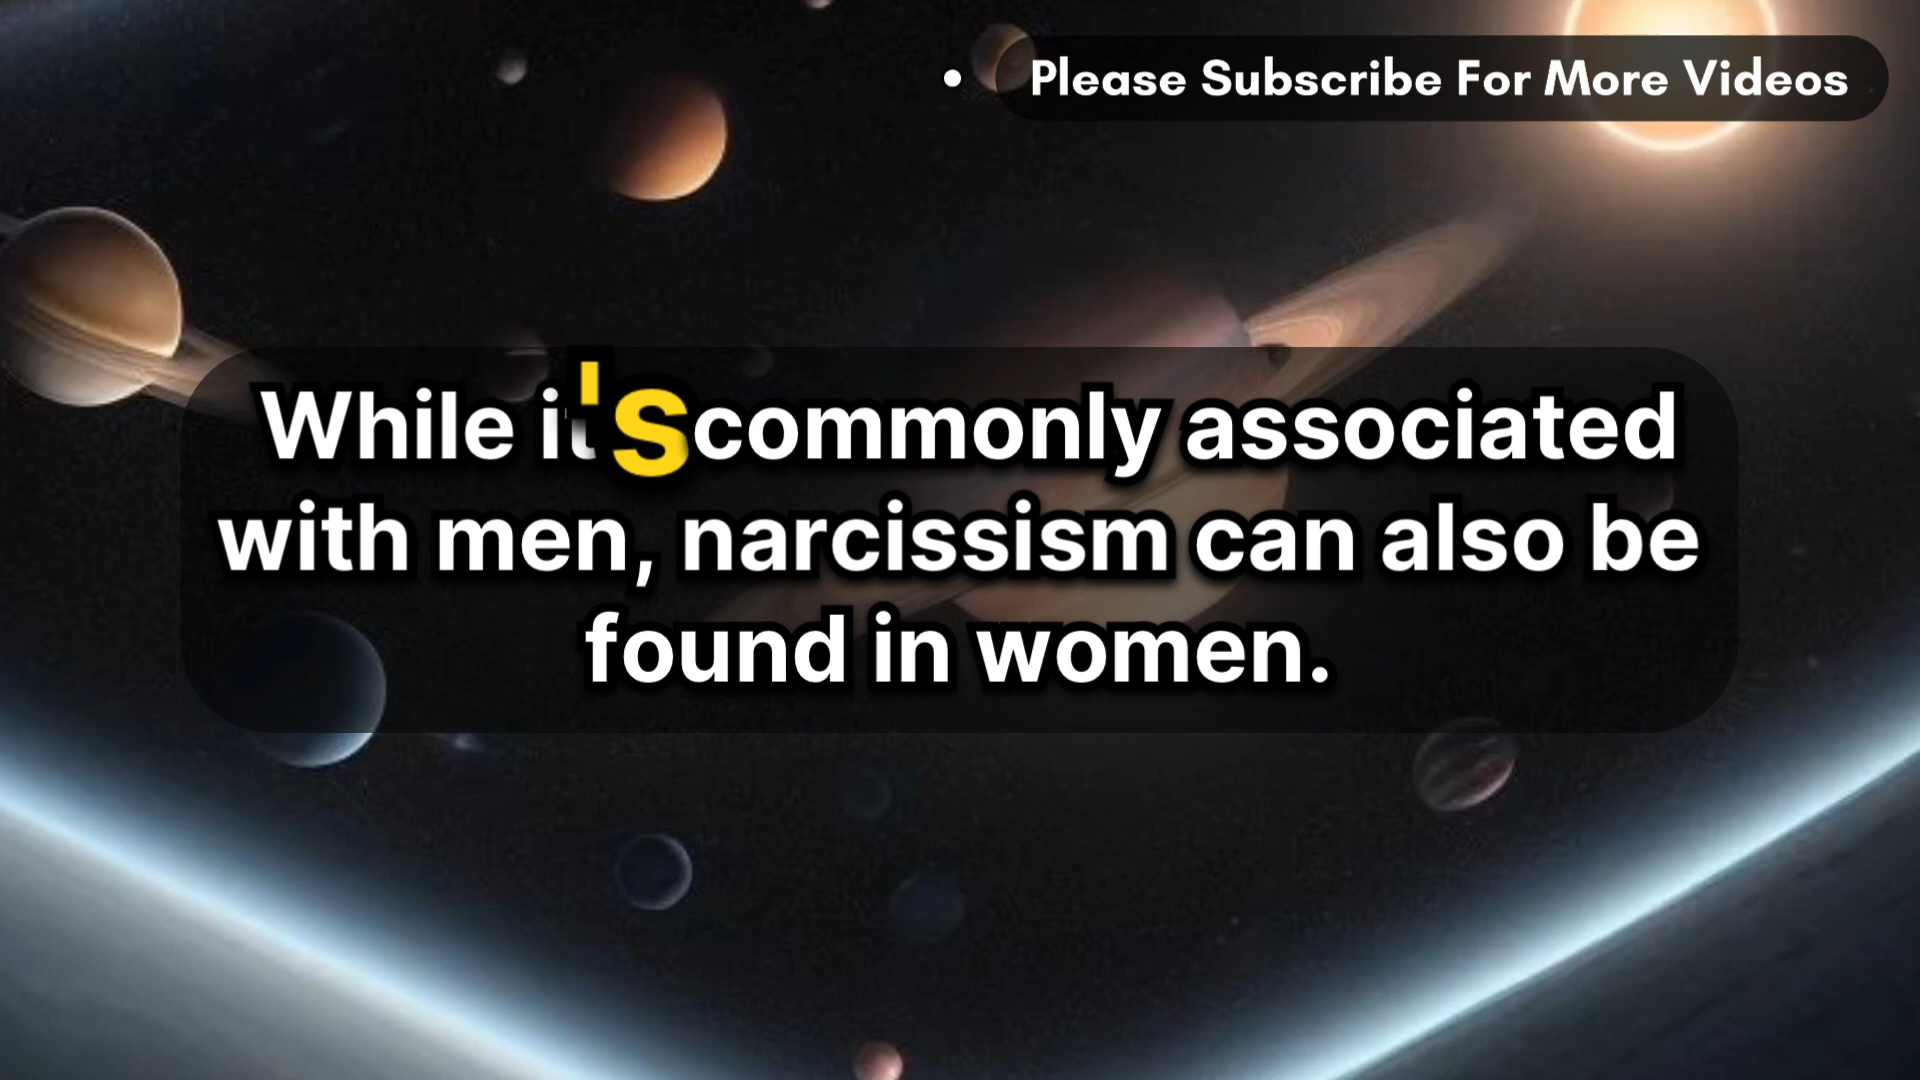 • Please Subscribe For More Videos
While it's commonly associated
with men, narcissism can also be
found in women.